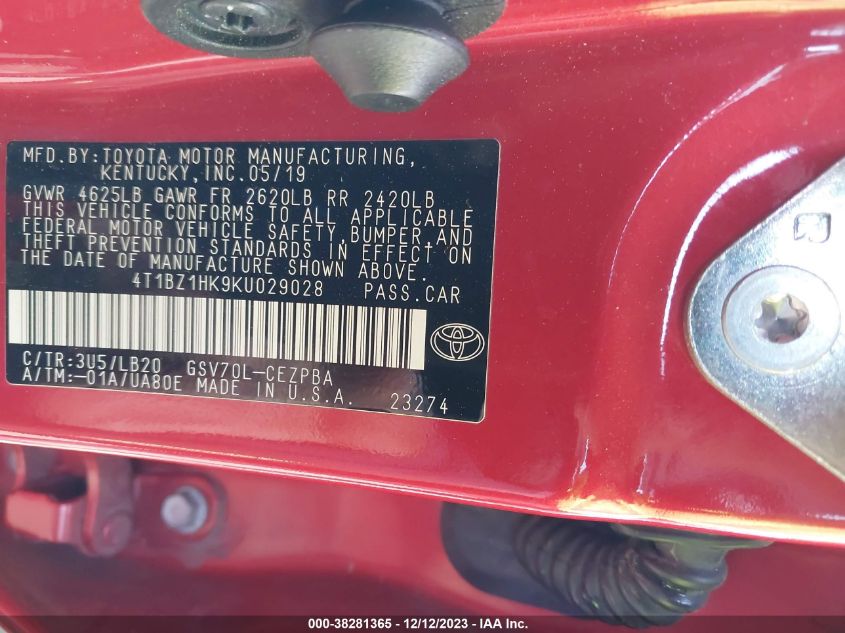 MFD.BY:TOYOTA MOTOR MANUFACTURING,
KENTUCKY,INC.05/19
GVWR 4625LB GAWR FR 2620LB RR 2420LB
THIS VEHICLE CONFORMS TO ALL APPLICABLE
FEDERAL MOTOR VEHICLE SAFETY,BUMPER,AND
THEFT PREVENTION STANDARDS IN EFFECT ON
THE DATE OF MANUFACTURE SHOWN ABOVE.
4T1BZ1HK9KU029028 PASS.CAR
C/TR:3U5/LB20 GSV70L-CEZPBA
A/TM:-01A/UA80E MADE IN U.S.A. 23274
000-38281365 - 12/12/2023 - Copyright IAA, Inc.